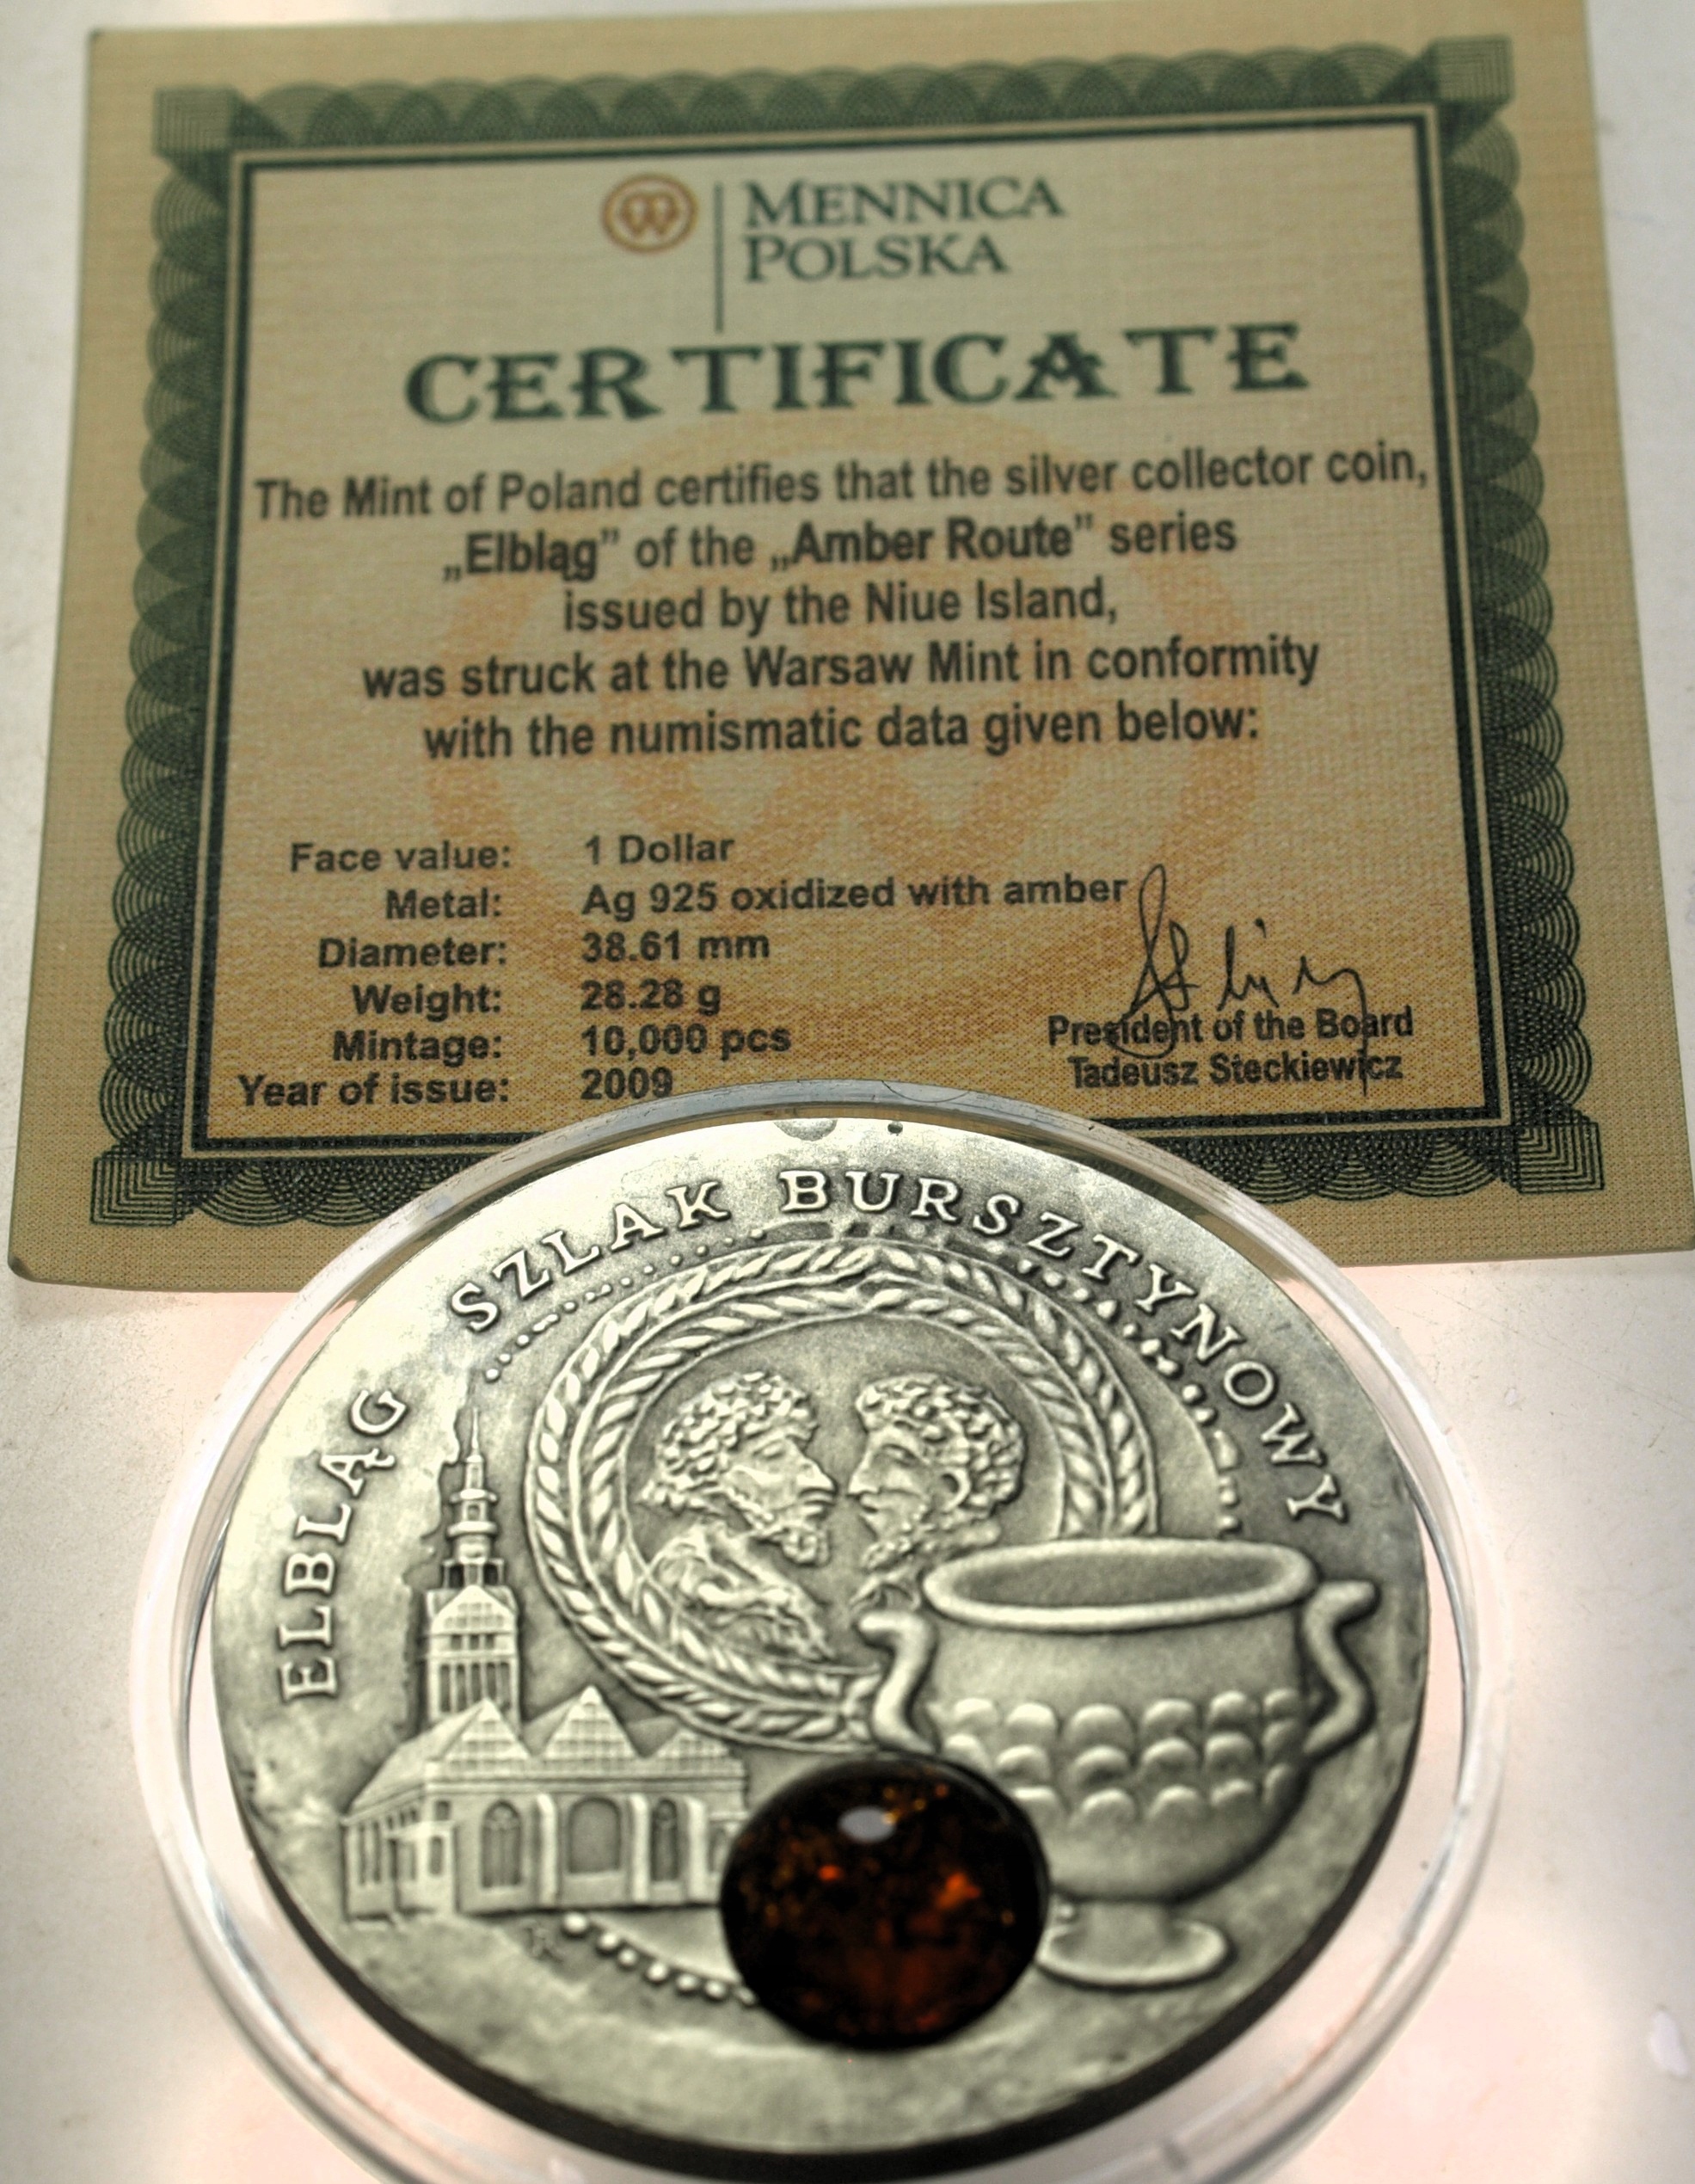 MENNICA
POLSKA
CERTIFICATE
The Mint of Poland certifies that the silver collector coin,
„Elbląg” of the „Amber Route” series
issued by the Niue Island,
was struck at the Warsaw Mint in conformity
with the numismatic data given below:
Face value: 1 Dollar
Metal: Ag 925 oxidized with amber
Diameter: 38.61 mm
Weight: 28.28 g
Mintage: 10,000 pcs
Year of issue: 2009
President of the Board
Tadeusz Steckiewicz
ELBLĄG SZLAK BURSZTYNOWY